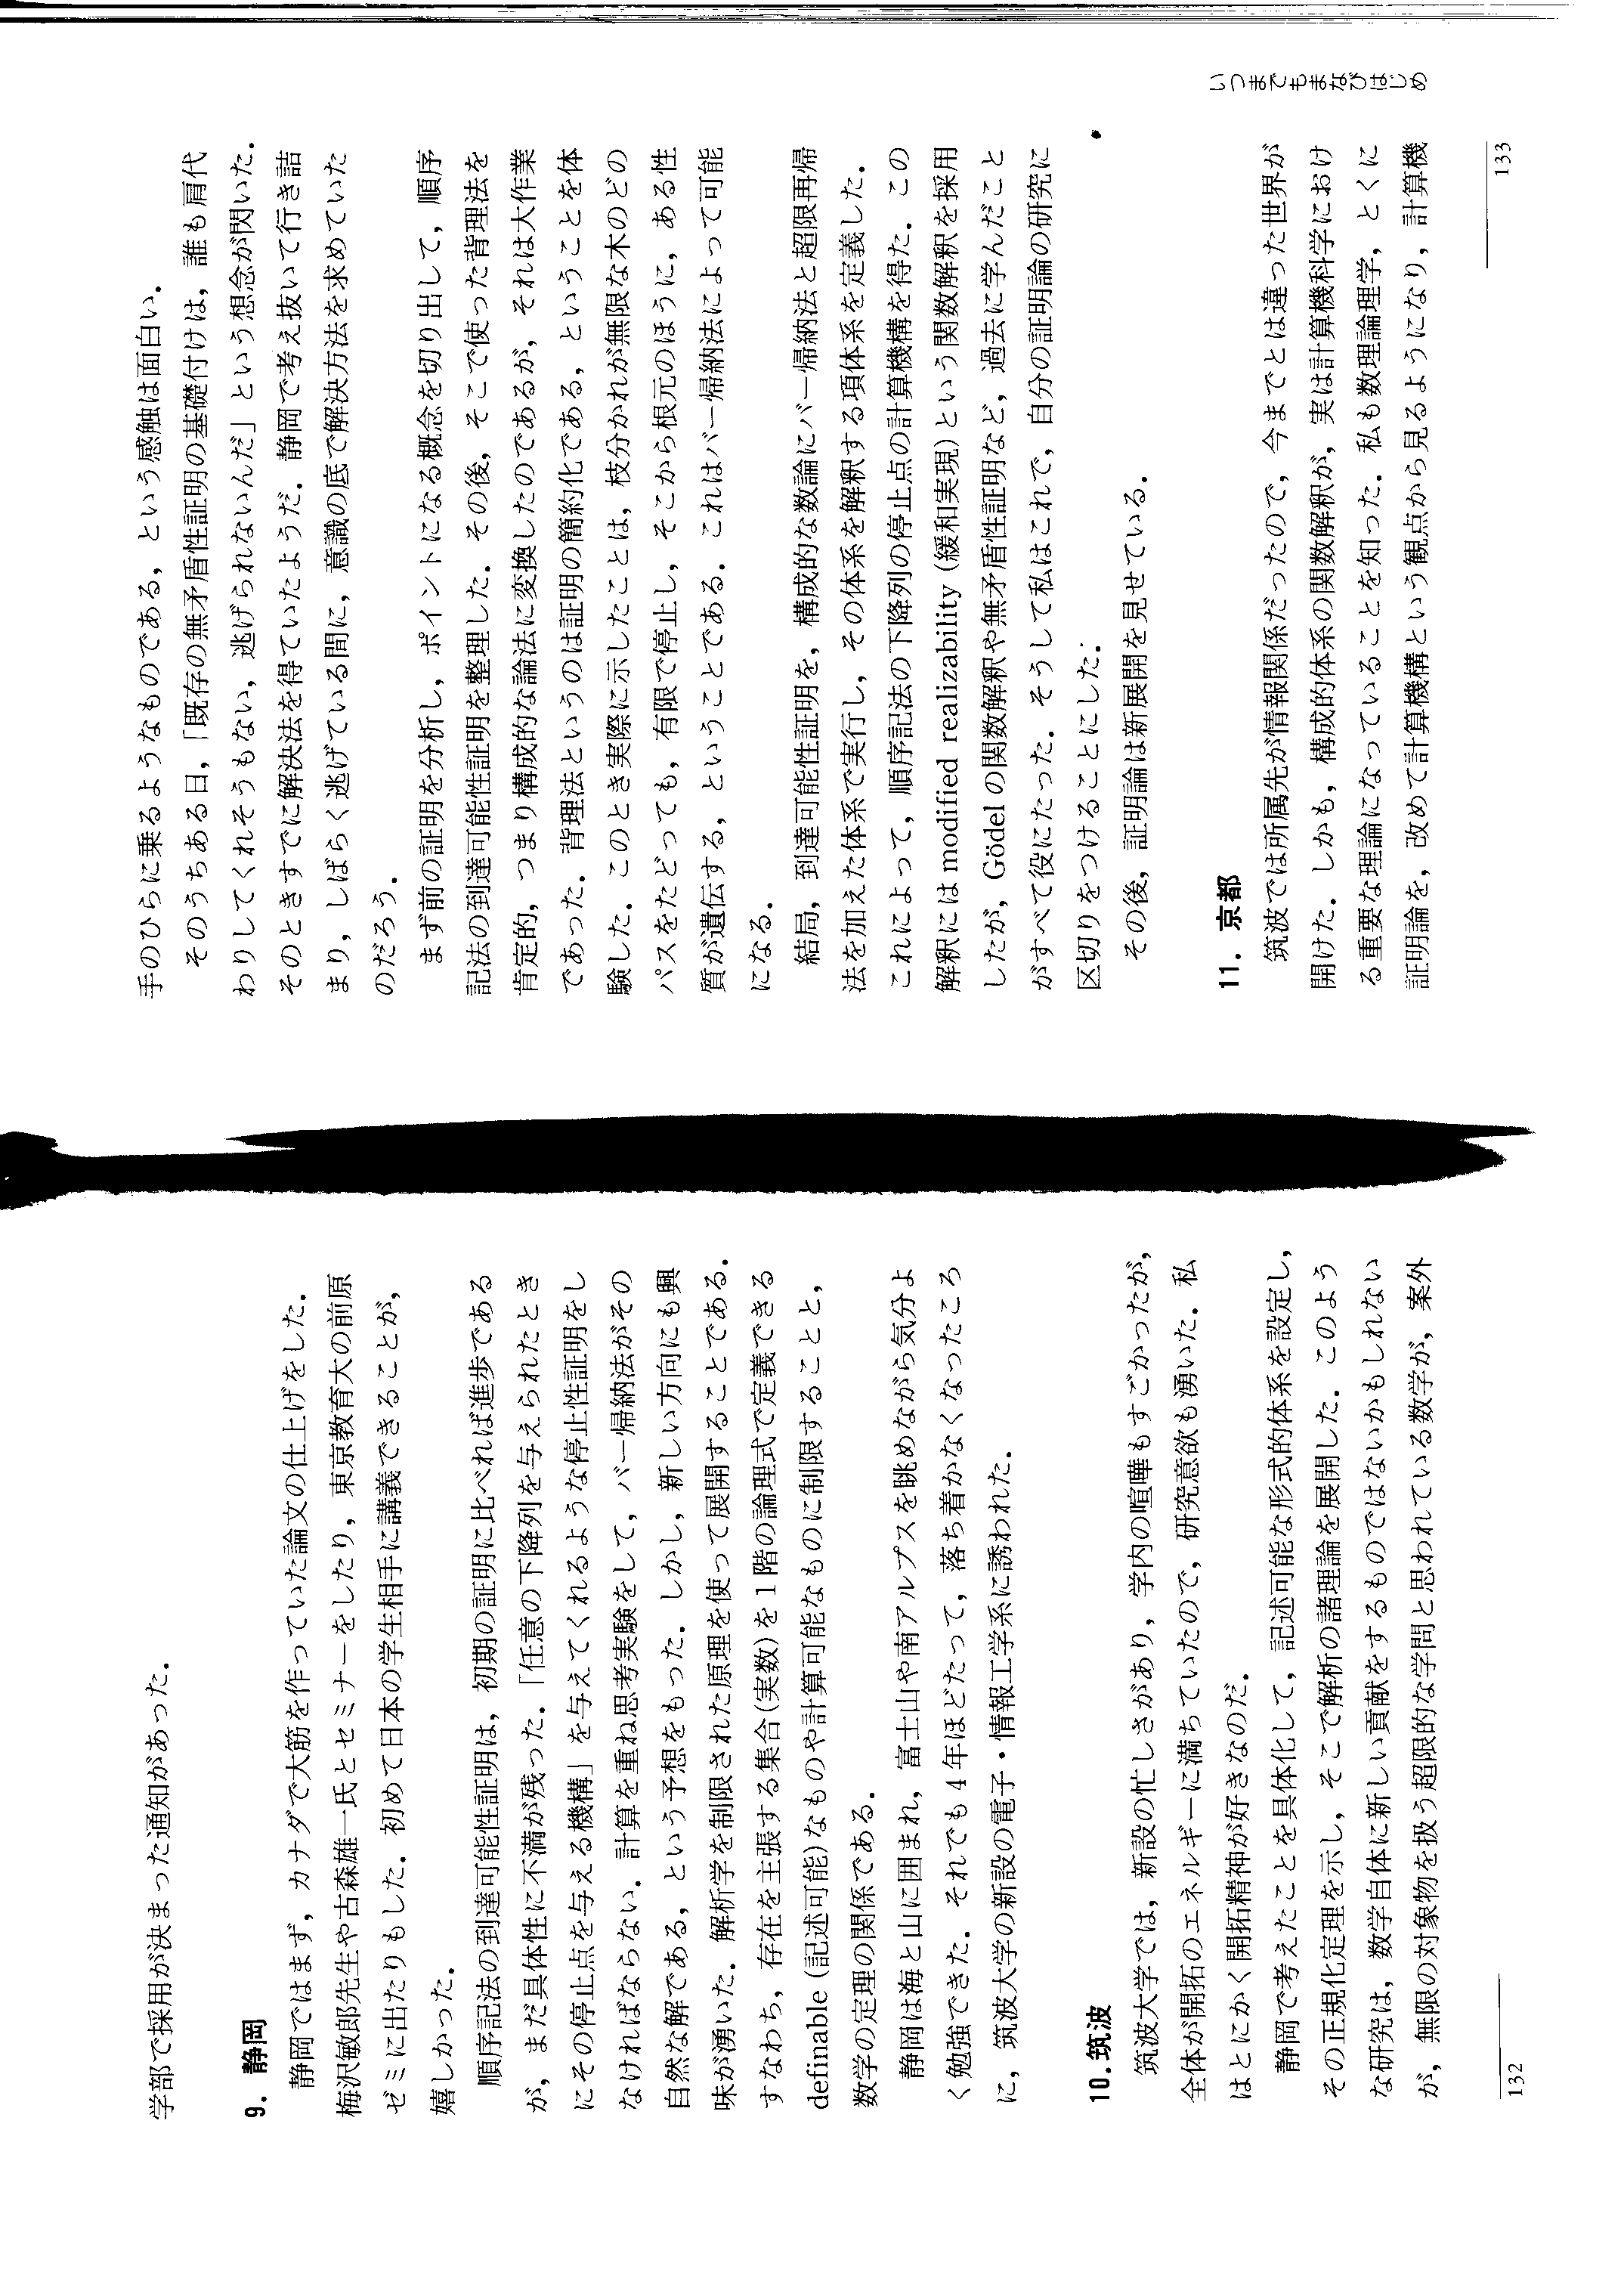 学部で採用が決まった通知があった．
9．静岡
静岡ではまず，カナダで大筋を作っていた論文の仕上げをした．
梅沢敏郎先生や古森雄一氏とセミナーをしたり，東京教育大の前原
ゼミに出たりもした．初めて日本の学生相手に講義できることが，
嬉しかった．
順序記法の到達可能性証明は，初期の証明に比べれば進歩である
が，まだ具体性に不満が残った．「任意の下降列を与えられたとき
にその停止点を与える機構」を与えてくれるような停止性証明をし
なければならない．計算を重ね思考実験をして，バー帰納法がその
自然な解である，という予想をもった．しかし，新しい方向にも興
味が湧いた．解析学を制限された原理を使って展開することである．
すなわち，存在を主張する集合(実数)を1階の論理式で定義できる
definable (記述可能)なものや計算可能なものに制限することと，
数学の定理の関係である．
静岡は海と山に囲まれ，富士山や南アルプスを眺めながら気分よ
く勉強できた．それでも4年ほどたって，落ち着かなくなったころ
に，筑波大学の新設の電子・情報工学系に誘われた．
10．筑波
筑波大学では，新設の忙しさがあり，学内の喧嘩もすごかったが，
全体が開拓のエネルギーに満ちていたので，研究意欲も湧いた．私
はとにかく開拓精神が好きなのだ．
静岡で考えたことを具体化して，記述可能な形式的体系を設定し，
その正規化定理を示し，そこで解析の諸理論を展開した．このよう
な研究は，数学自体に新しい貢献をするものではないかもしれない
が，無限の対象物を扱う超限的な学問と思われている数学が，案外
132
手のひらに乗るようなものである，という感触は面白い．
そのうちある日，「既存の無矛盾性証明の基礎付けは，誰も肩代
わりしてくれそうもない，逃げられないんだ」という想念が閃いた．
そのときすでに解決法を得ていたようだ．静岡で考え抜いて行き詰
まり，しばらく逃げている間に，意識の底で解決方法を求めていた
のだろう．
まず前の証明を分析し，ポイントになる概念を切り出して，順序
記法の到達可能性証明を整理した．その後，そこで使った背理法を
肯定的，つまり構成的な論法に変換したのであるが，それは大作業
であった．背理法というのは証明の簡約化である，ということを体
験した．このとき実際に示したことは，枝分かれが無限な木のどの
パスをたどっても，有限で停止し，そこから根元のほうに，ある性
質が遺伝する，ということである．これはバー帰納法によって可能
になる．
結局，到達可能性証明を，構成的な数論にバー帰納法と超限再帰
法を加えた体系で実行し，その体系を解釈する項体系を定義した．
これによって，順序記法の下降列の停止点の計算機構を得た．この
解釈には modified realizability (緩和実現)という関数解釈を採用
したが，Gödel の関数解釈や無矛盾性証明など，過去に学んだこと
がすべて役にたった．そうして私はこれで，自分の証明論の研究に
区切りをつけることにした．
その後，証明論は新展開を見せている．
11．京都
筑波では所属先が情報関係だったので，今までとは違った世界が
開けた．しかも，構成的体系の関数解釈が，実は計算機科学におけ
る重要な理論になっていることを知った．私も数理論理学，とくに
証明論を，改めて計算機構という観点から見るようになり，計算機
いつまでもまなびはじめ
133